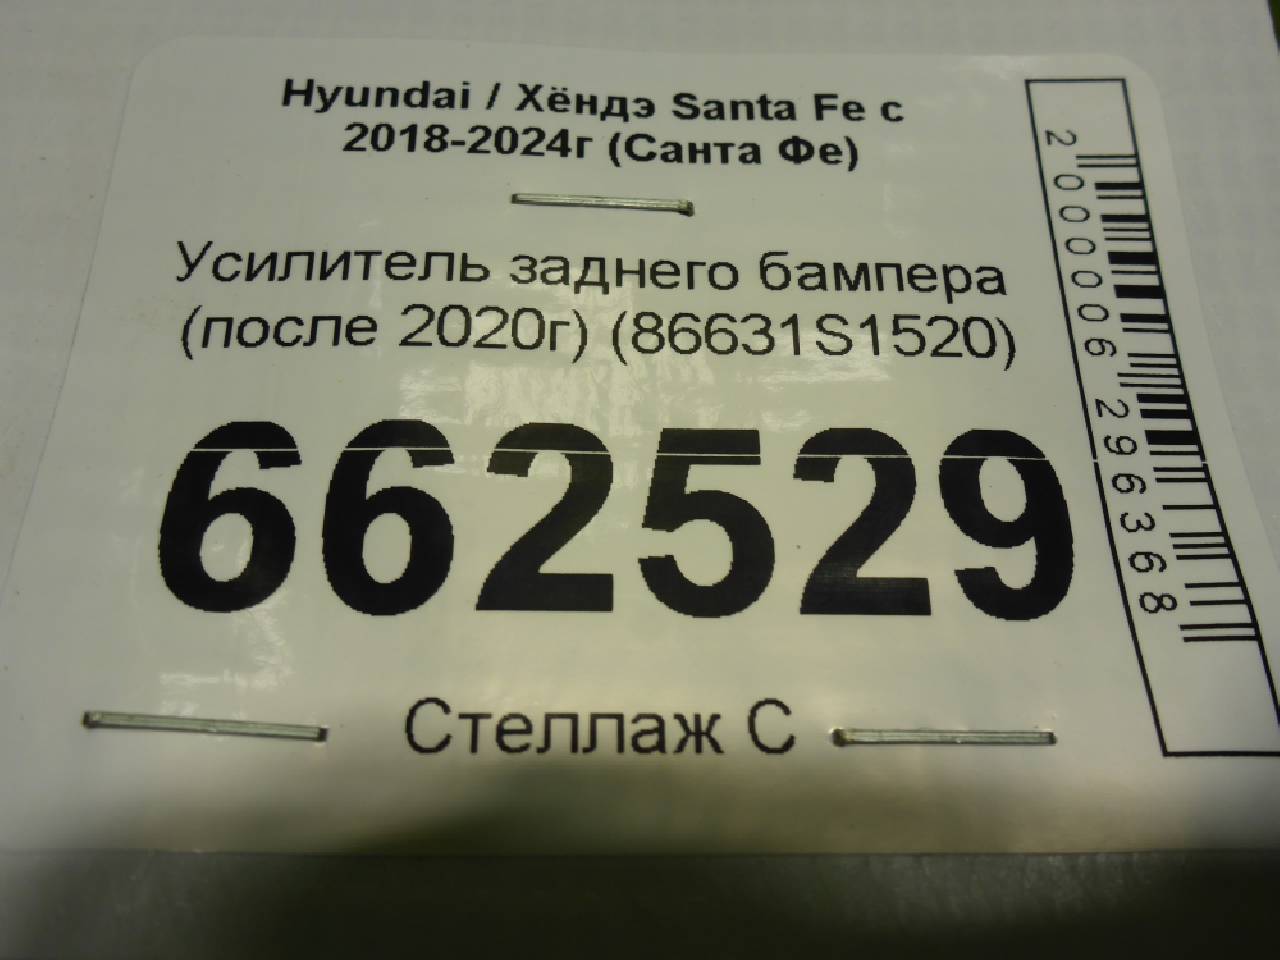 Hyundai / Хёндэ Santa Fe с
2018-2024г (Санта Фе)
Усилитель заднего бампера
(после 2020г) (86631S1520)
662529
Стеллаж С
2000006296368